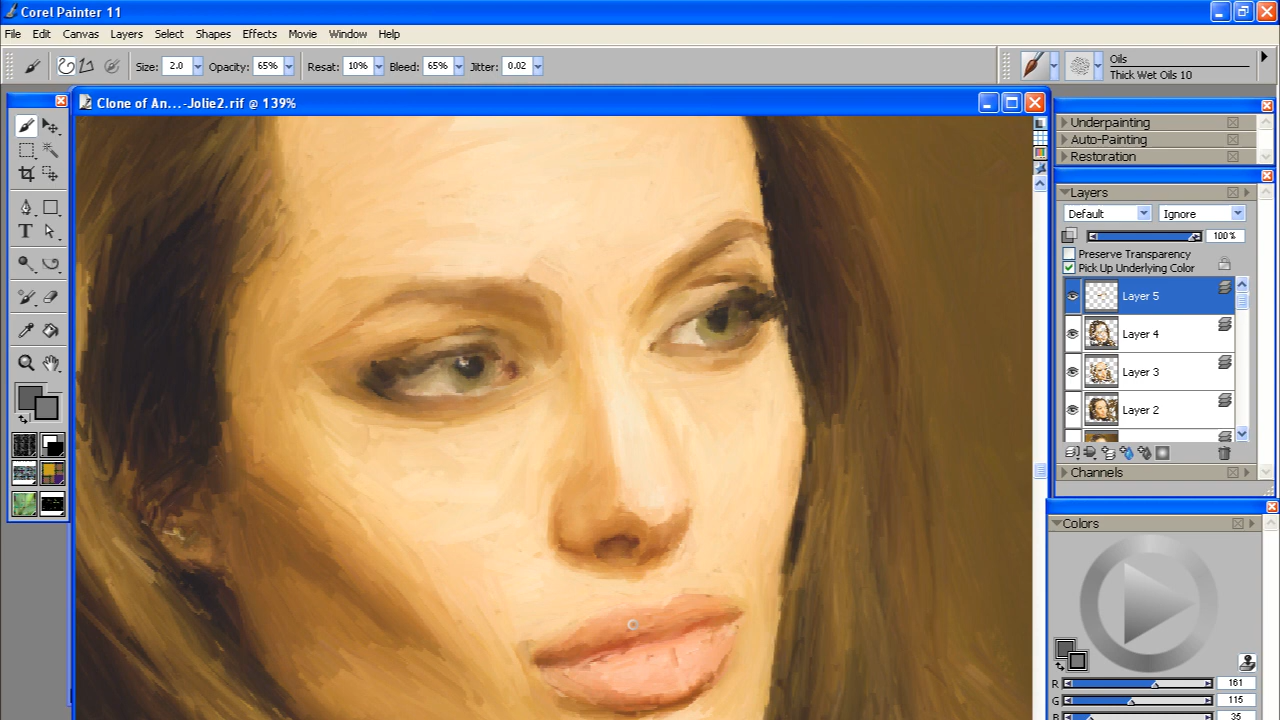 Corel Painter 11
File Edit Canvas Layers Select Shapes Effects Movie Window Help
Size: 2.0 Opacity: 65% Resat: 10% Bleed: 65% Jitter: 0.02
Oils
Thick Wet Oils 10
Clone of An...-Jolie2.rif @ 139%
Underpainting
Auto-Painting
Restoration
Layers
Default Ignore
100%
Preserve Transparency
Pick Up Underlying Color
Layer 5
Layer 4
Layer 3
Layer 2
Channels
Colors
R 161
G 115
B 35